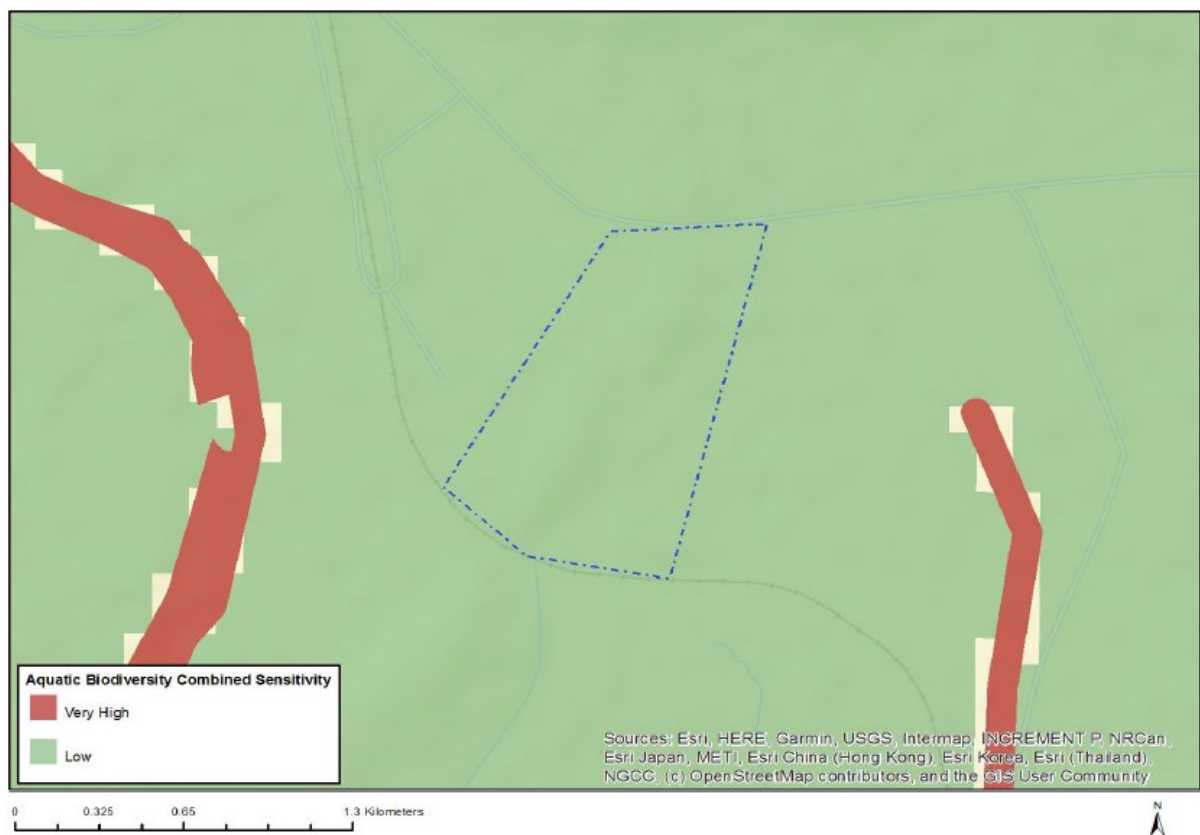 Aquatic Biodiversity Combined Sensitivity
Very High
Low
Sources: Esri, HERE, Garmin, USGS, Intermap, INCREMENT P, NRCan,
Esri Japan, METI, Esri China (Hong Kong), Esri Korea, Esri (Thailand),
NGCC, (c) OpenStreetMap contributors, and the GIS User Community
0 0.325 0.65 1.3 Kilometers
N